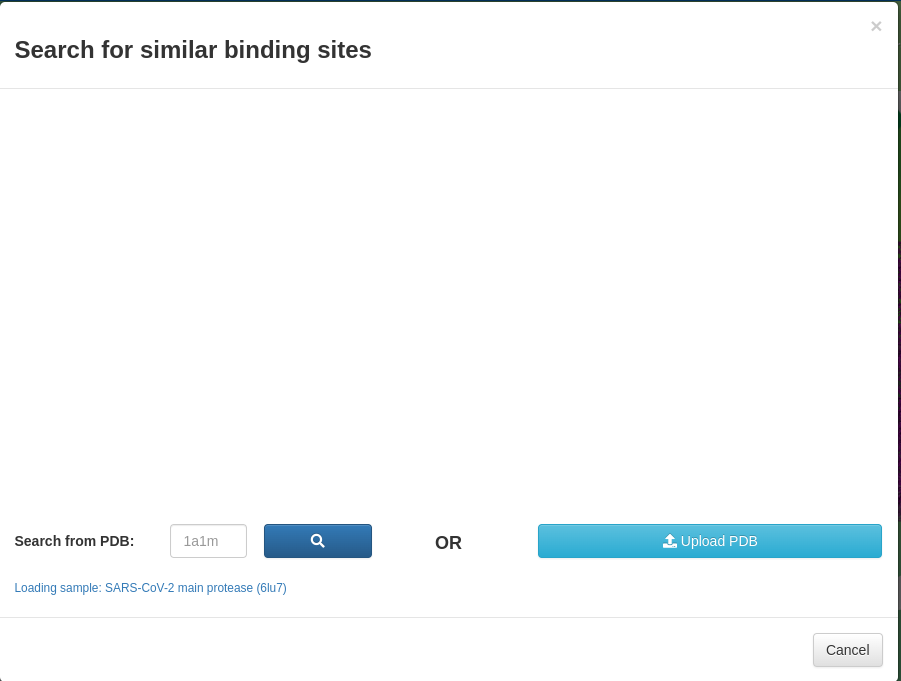 ×
Search for similar binding sites
Search from PDB: 1a1m OR Upload PDB
Loading sample: SARS-CoV-2 main protease (6lu7)
Cancel